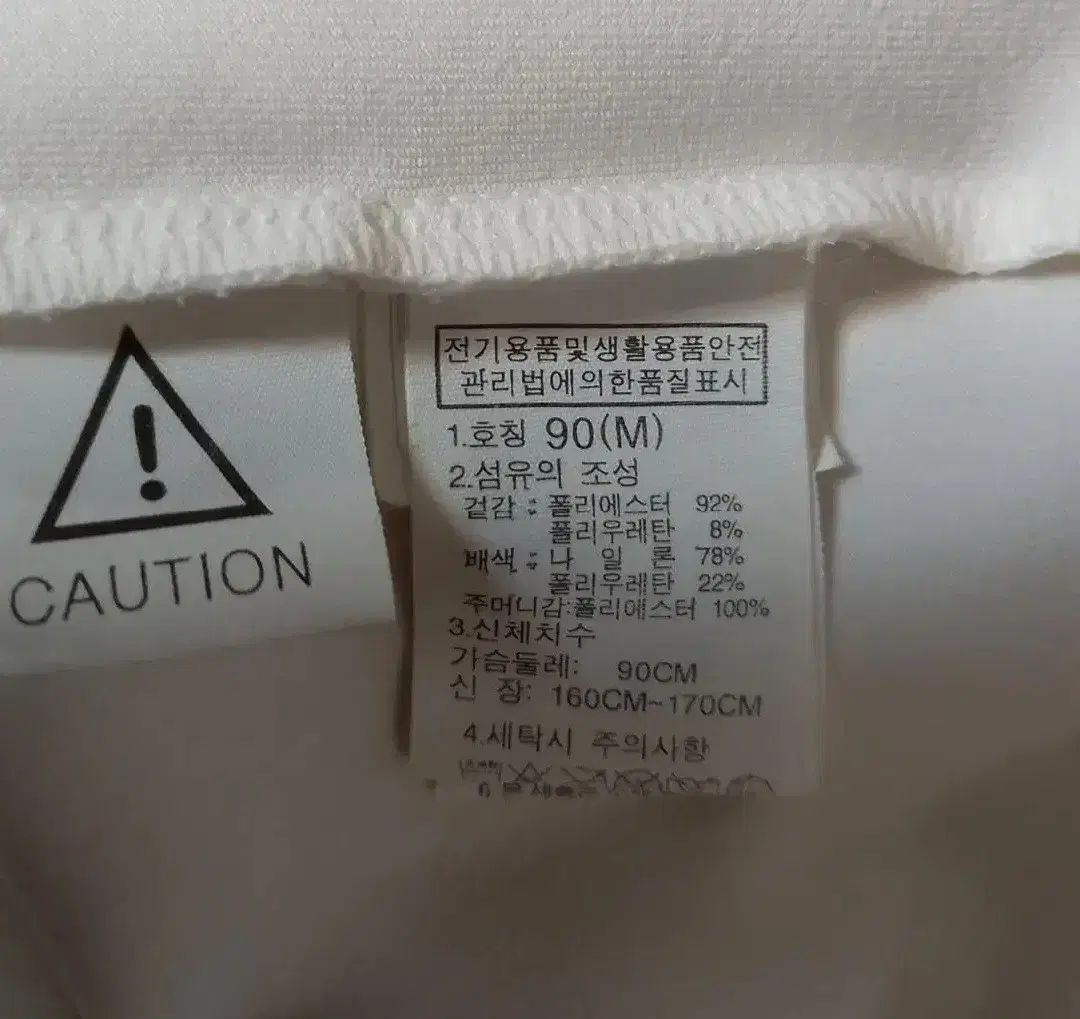 CAUTION
전기용품및생활용품안전
관리법에의한품질표시
1.호칭 90(M)
2.섬유의 조성
겉감 : 폴리에스터 92%
폴리우레탄 8%
배색 : 나 일 론 78%
폴리우레탄 22%
주머니감:폴리에스터 100%
3.신체치수
가슴둘레: 90CM
신 장: 160CM~170CM
4.세탁시 주의사항